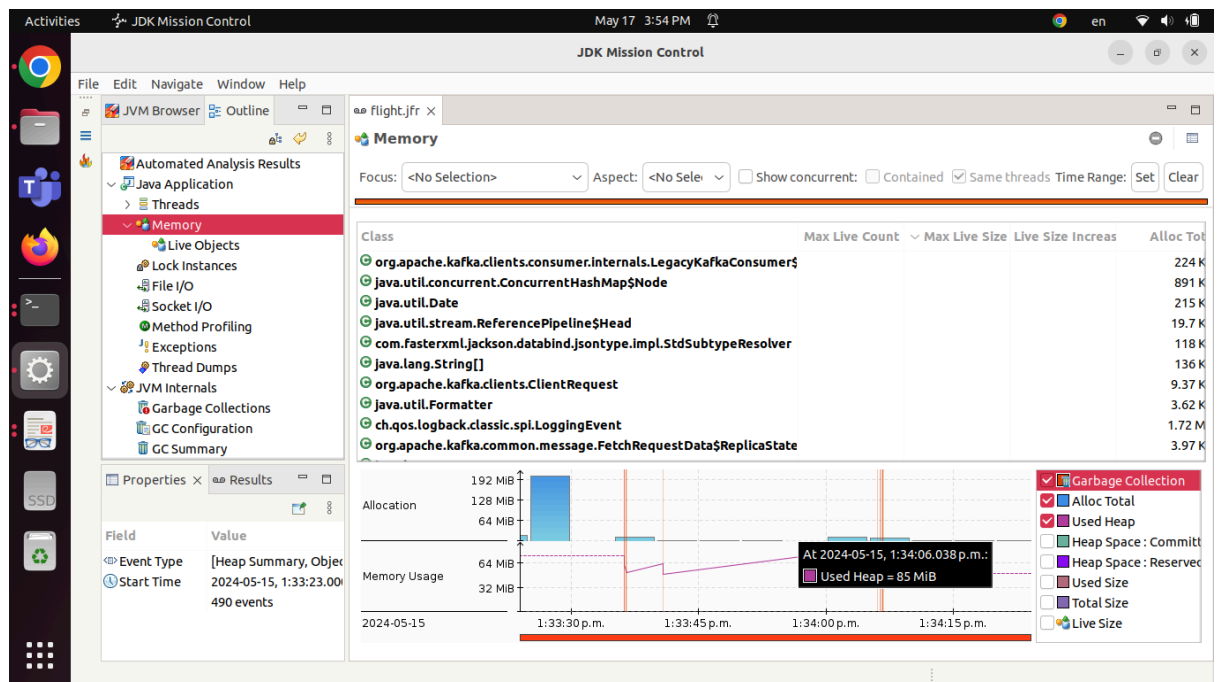 Activities JDK Mission Control May 17 3:54 PM en
JDK Mission Control
File Edit Navigate Window Help
JVM Browser Outline
Automated Analysis Results
Java Application
Threads
Memory
Live Objects
Lock Instances
File I/O
Socket I/O
Method Profiling
Exceptions
Thread Dumps
JVM Internals
Garbage Collections
GC Configuration
GC Summary
Properties Results
Field Value
Event Type [Heap Summary, Objec
Start Time 2024-05-15, 1:33:23.00
490 events
flight.jfr
Memory
Focus: <No Selection> Aspect: <No Sele Show concurrent: Contained Same threads Time Range: Set Clear
Class Max Live Count Max Live Size Live Size Increas Alloc Tot
org.apache.kafka.clients.consumer.internals.LegacyKafkaConsumer$ 224 K
java.util.concurrent.ConcurrentHashMap$Node 891 K
java.util.Date 215 K
java.util.stream.ReferencePipeline$Head 19.7 K
com.fasterxml.jackson.databind.jsontype.impl.StdSubtypeResolver 118 K
java.lang.String[] 136 K
org.apache.kafka.clients.ClientRequest 9.37 K
java.util.Formatter 3.62 K
ch.qos.logback.classic.spi.LoggingEvent 1.72 M
org.apache.kafka.common.message.FetchRequestData$ReplicaState 3.97 K
Allocation
192 MiB
128 MiB
64 MiB
Memory Usage
64 MiB
32 MiB
At 2024-05-15, 1:34:06.038 p.m.:
Used Heap = 85 MiB
2024-05-15 1:33:30 p.m. 1:33:45 p.m. 1:34:00 p.m. 1:34:15 p.m.
Garbage Collection
Alloc Total
Used Heap
Heap Space : Committ
Heap Space : Reserved
Used Size
Total Size
Live Size
SSD